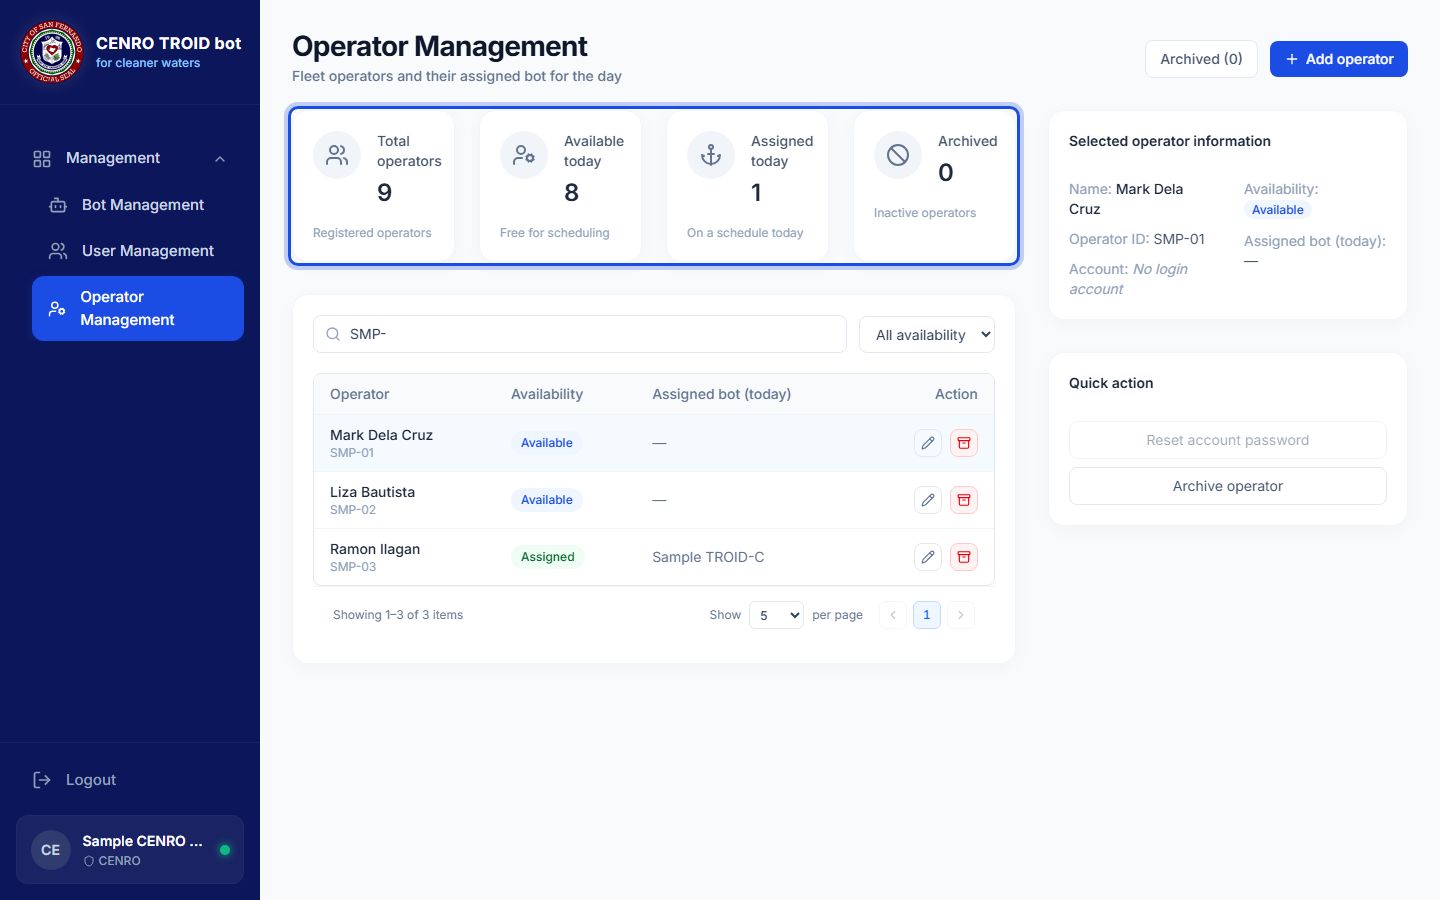 CITY OF SAN FERNANDO
OFFICIAL SEAL
CENRO TROID bot
for cleaner waters
Management
Bot Management
User Management
Operator
Management
Logout
CE
Sample CENRO ...
CENRO
Operator Management
Fleet operators and their assigned bot for the day
Archived (0)
+ Add operator
Total
operators
9
Registered operators
Available
today
8
Free for scheduling
Assigned
today
1
On a schedule today
Archived
0
Inactive operators
SMP-
All availability
Operator Availability Assigned bot (today) Action
Mark Dela Cruz
SMP-01
Available
—
Liza Bautista
SMP-02
Available
—
Ramon Ilagan
SMP-03
Assigned
Sample TROID-C
Showing 1–3 of 3 items
Show 5 per page
1
Selected operator information
Name: Mark Dela
Cruz
Operator ID: SMP-01
Account: No login
account
Availability:
Available
Assigned bot (today):
—
Quick action
Reset account password
Archive operator